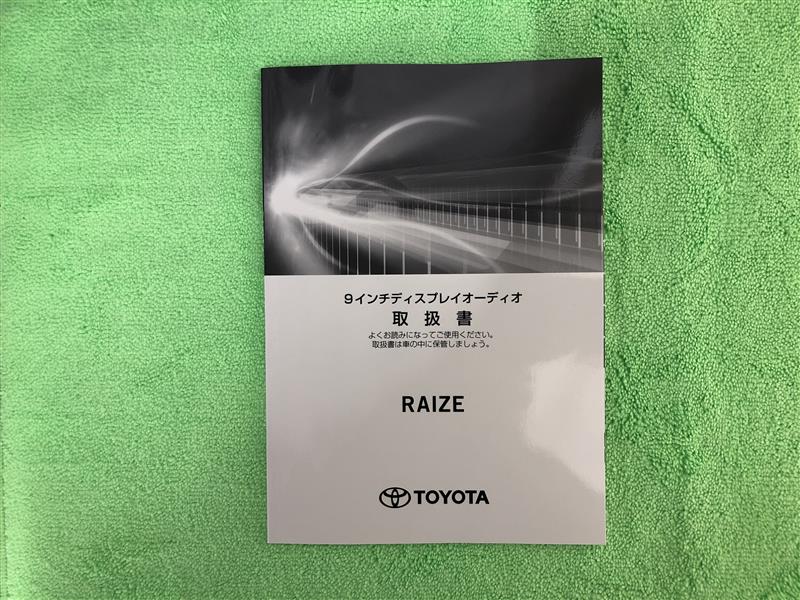 9インチディスプレイオーディオ
取扱書
よくお読みになってご使用ください。
取扱書は車の中に保管しましょう。
RAIZE
TOYOTA